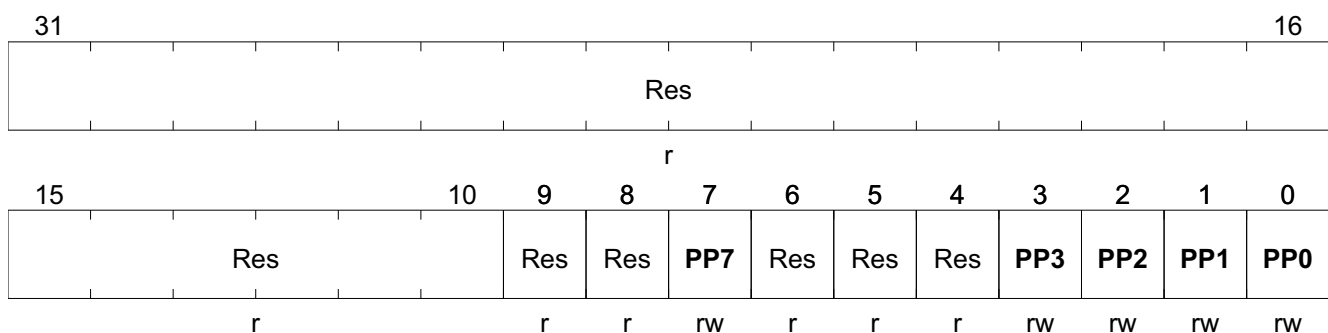 31 16
Res
r
15 10 9 8 7 6 5 4 3 2 1 0
Res Res Res PP7 Res Res Res PP3 PP2 PP1 PP0
r r r rw r r r rw rw rw rw